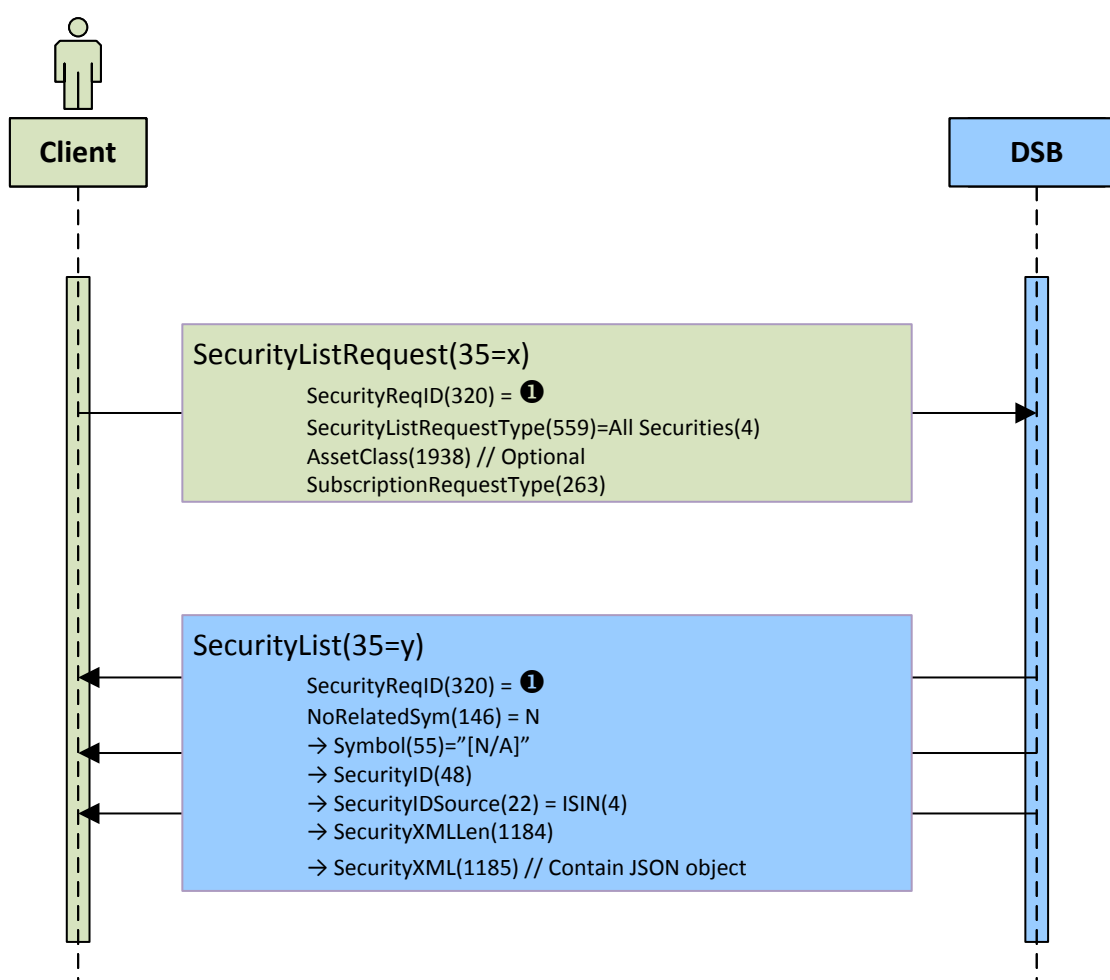 Client
DSB
SecurityListRequest(35=x)
SecurityReqID(320) = ❶
SecurityListRequestType(559)=All Securities(4)
AssetClass(1938) // Optional
SubscriptionRequestType(263)
SecurityList(35=y)
SecurityReqID(320) = ❶
NoRelatedSym(146) = N
→ Symbol(55)=”[N/A]”
→ SecurityID(48)
→ SecurityIDSource(22) = ISIN(4)
→ SecurityXMLLen(1184)
→ SecurityXML(1185) // Contain JSON object